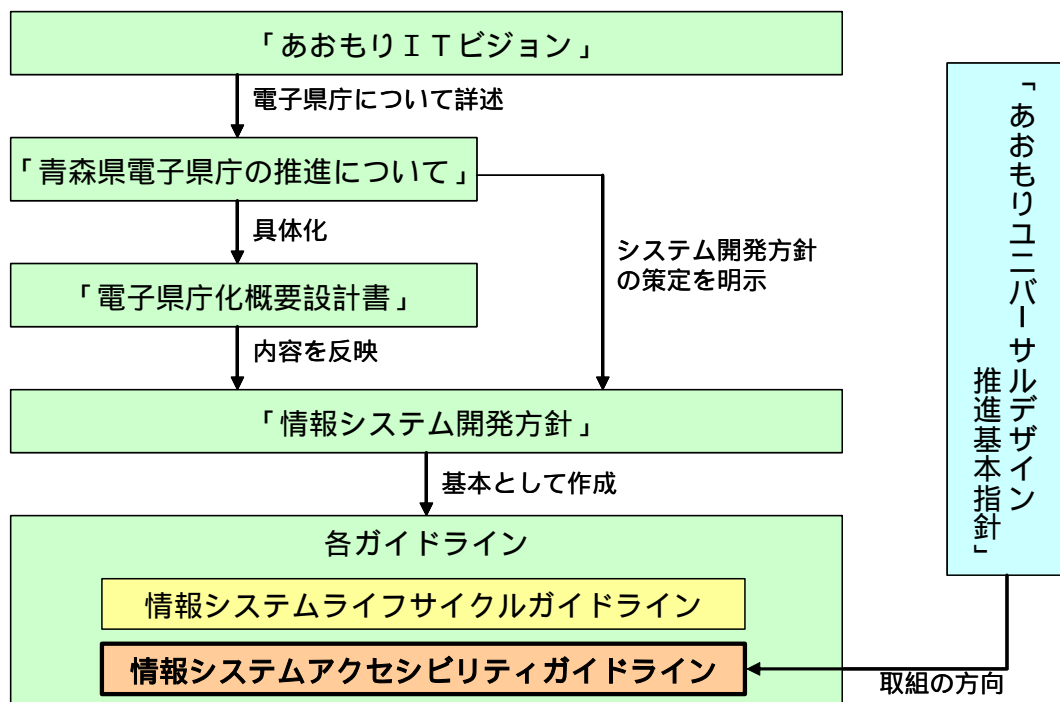 「あおもりＩＴビジョン」
電子県庁について詳述
「青森県電子県庁の推進について」
具体化
システム開発方針
の策定を明示
「電子県庁化概要設計書」
内容を反映
「情報システム開発方針」
基本として作成
各ガイドライン
情報システムライフサイクルガイドライン
情報システムアクセシビリティガイドライン
「あおもりユニバーサルデザイン
推進基本指針」
取組の方向